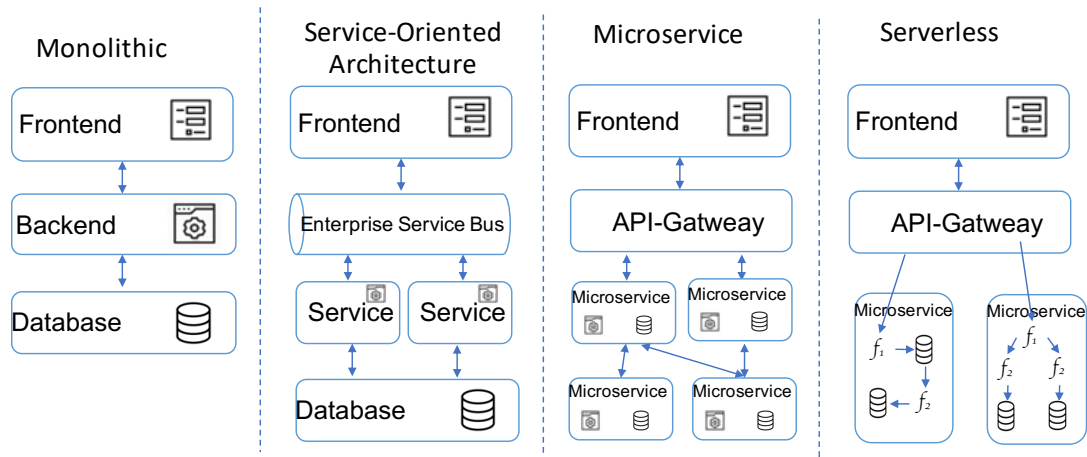 Monolithic
Frontend
Backend
Database
Service-Oriented
Architecture
Frontend
Enterprise Service Bus
Service
Service
Database
Microservice
Frontend
API-Gatweay
Microservice
Microservice
Microservice
Microservice
Serverless
Frontend
API-Gatweay
Microservice
f₁
f₂
Microservice
f₁
f₂
f₂